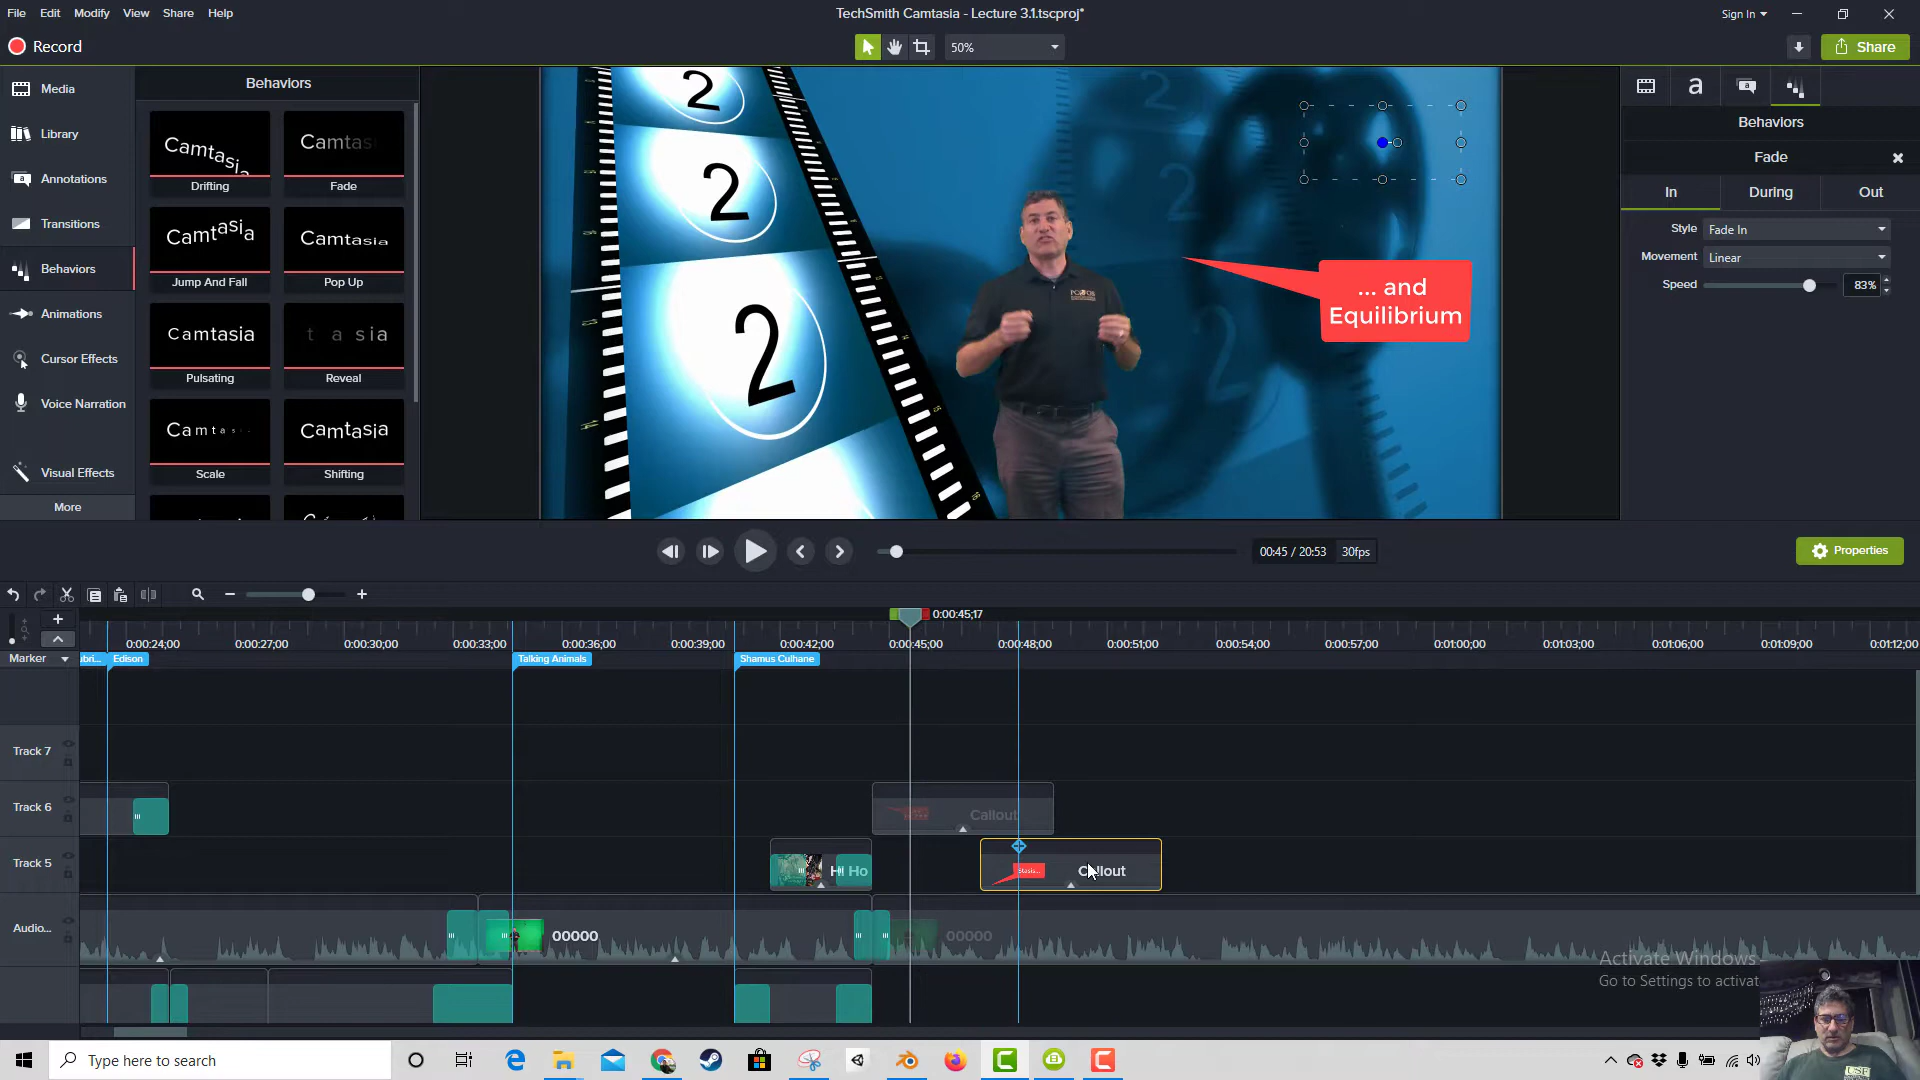 File Edit Modify View Share Help
TechSmith Camtasia - Lecture 3.1.tscproj*
Sign In
Record
50%
Share
Media
Library
Annotations
Transitions
Behaviors
Animations
Cursor Effects
Voice Narration
Visual Effects
More
Behaviors
Camtasia
Drifting
Camtas
Fade
Camtasia
Jump And Fall
Camtasia
Pop Up
Camtasia
Pulsating
t a sia
Reveal
Camta
Scale
Camtasia
Shifting
2
2
2
... and
Equilibrium
Behaviors
Fade
In During Out
Style Fade In
Movement Linear
Speed 83%
00:45 / 20:53 30fps
Properties
0:00:45;17
0:00:24;00 0:00:27;00 0:00:30;00 0:00:33;00 0:00:36;00 0:00:39;00 0:00:42;00 0:00:45;00 0:00:48;00 0:00:51;00 0:00:54;00 0:00:57;00 0:01:00;00 0:01:03;00 0:01:06;00 0:01:09;00 0:01:12;00
Marker
ubri... Edison Talking Animals Shamus Culhane
Track 7
Track 6
Callout
Track 5
Ho
Stasis...
Callout
Audio...
00000
00000
Activate Windows
Go to Settings to activat
Type here to search